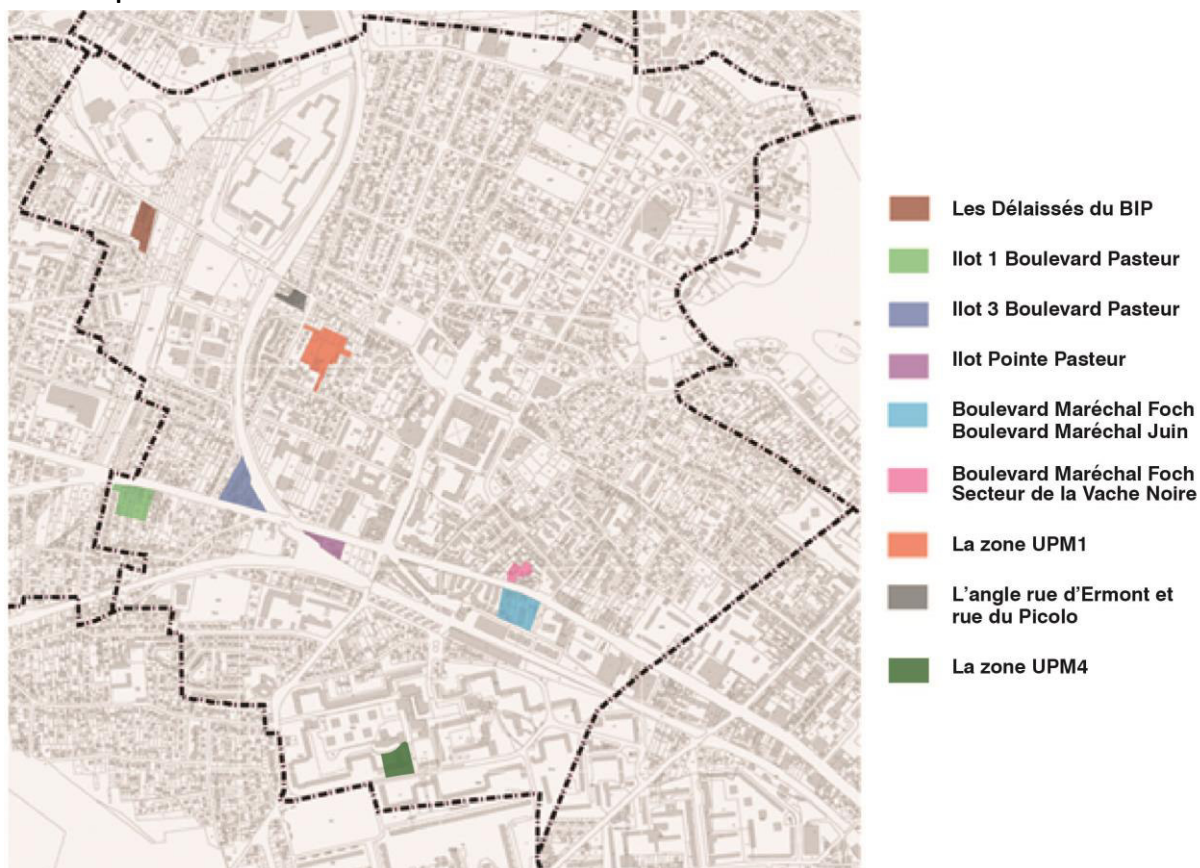 Les Délaissés du BIP
Ilot 1 Boulevard Pasteur
Ilot 3 Boulevard Pasteur
Ilot Pointe Pasteur
Boulevard Maréchal Foch
Boulevard Maréchal Juin
Boulevard Maréchal Foch
Secteur de la Vache Noire
La zone UPM1
L’angle rue d’Ermont et
rue du Picolo
La zone UPM4